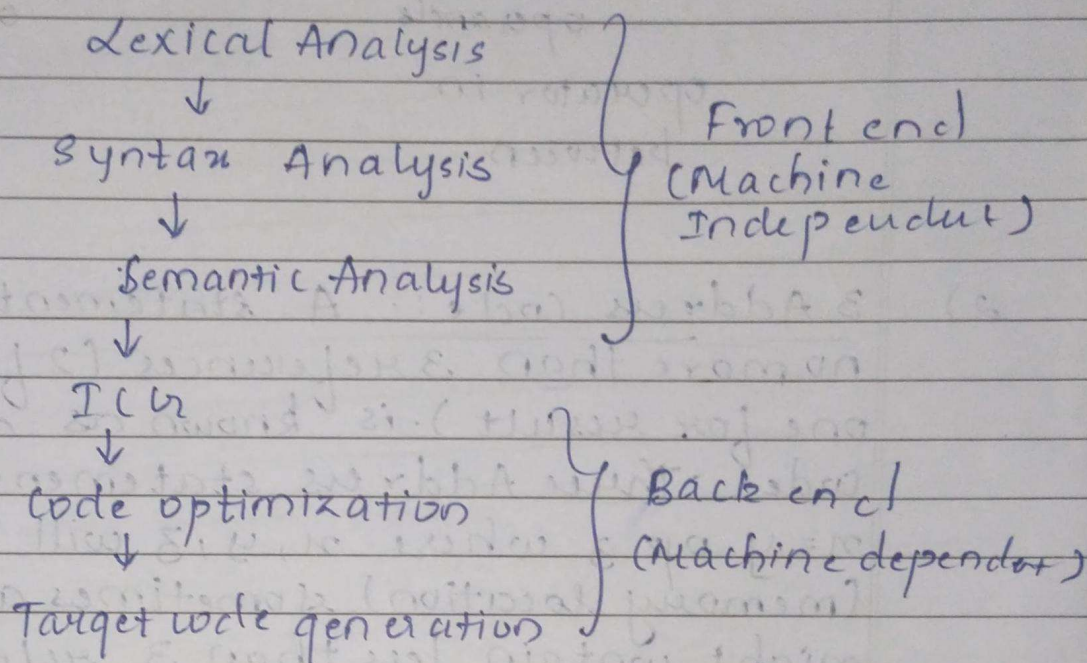 Lexical Analysis
↓
Syntax Analysis
↓
Semantic Analysis
↓
ICG
↓
Code optimization
↓
Target code generation
Front end
(Machine
Independent)
Back end
(Machine dependent)